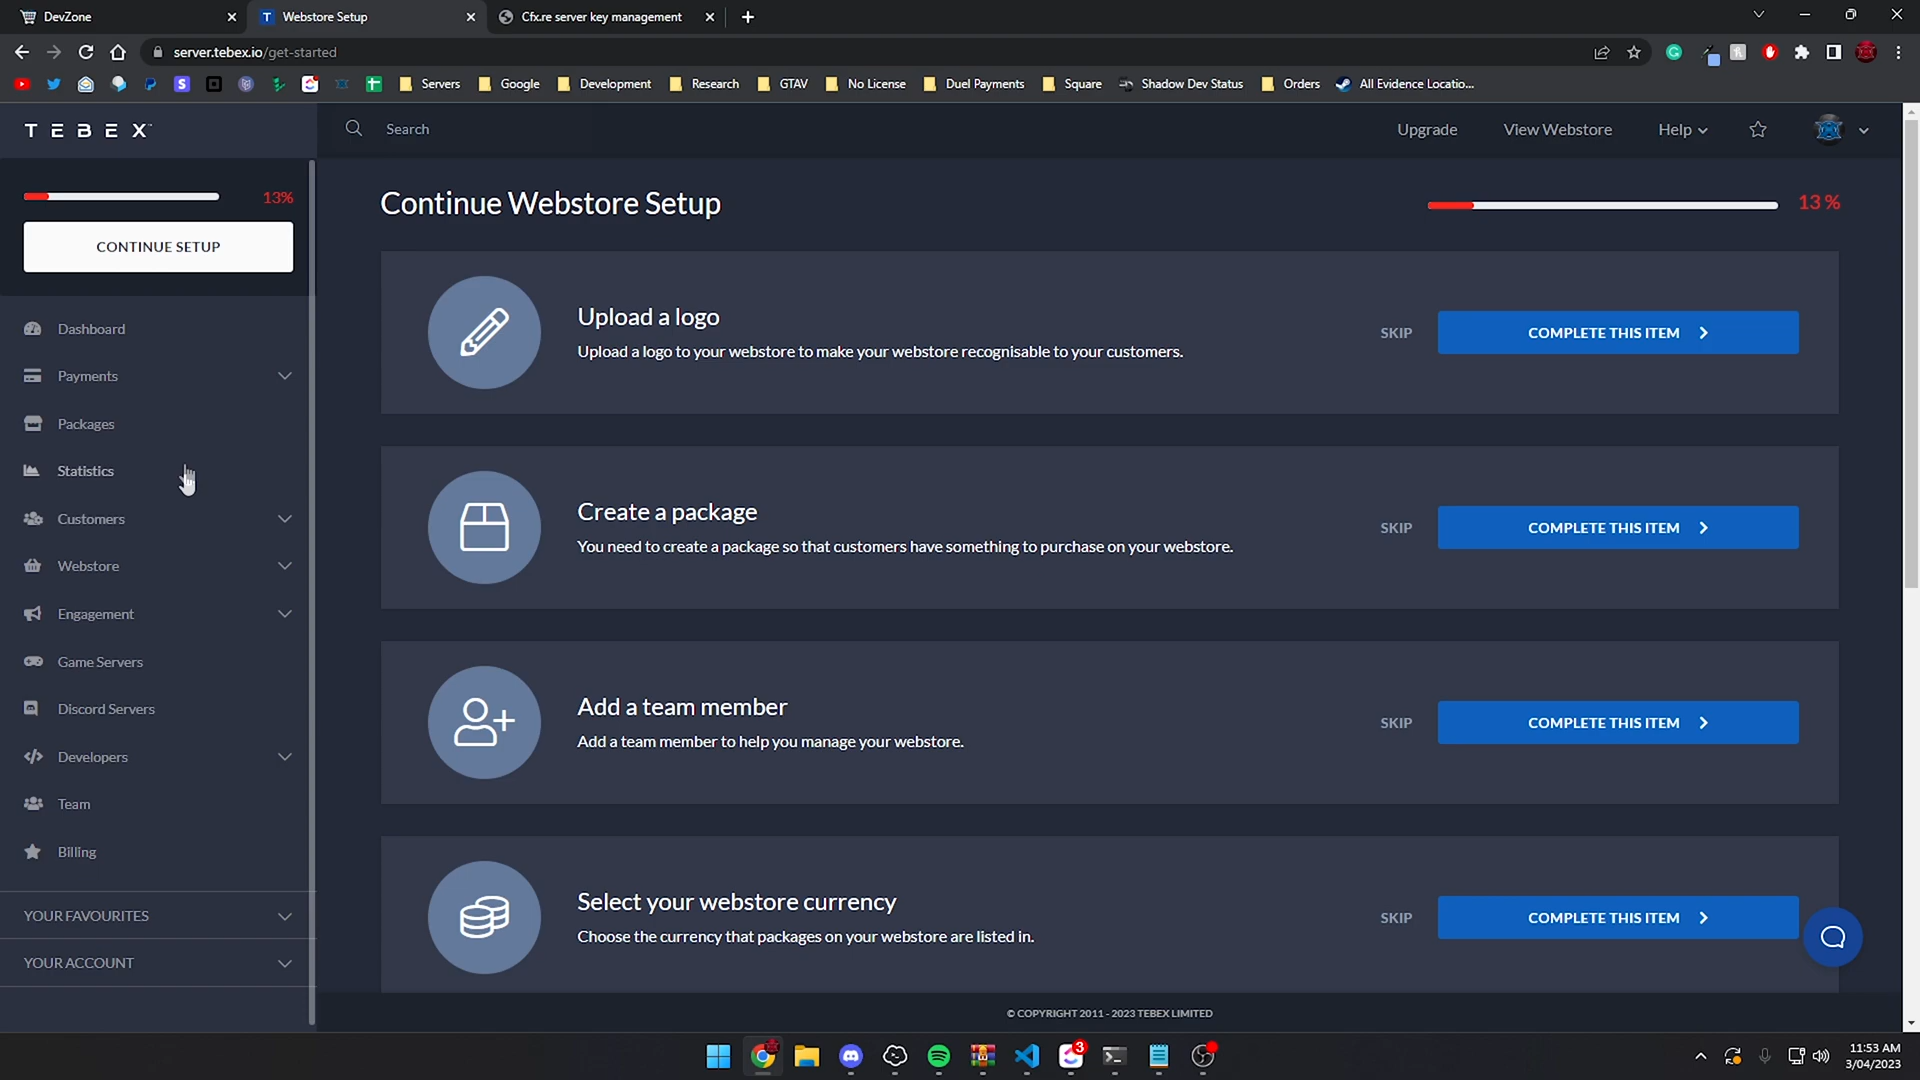 DevZone
Webstore Setup
Cfx.re server key management
server.tebex.io/get-started
Servers
Google
Development
Research
GTAV
No License
Duel Payments
Square
Shadow Dev Status
Orders
All Evidence Locatio...
TEBEX
Search
Upgrade
View Webstore
Help
13%
CONTINUE SETUP
Dashboard
Payments
Packages
Statistics
Customers
Webstore
Engagement
Game Servers
Discord Servers
Developers
Team
Billing
YOUR FAVOURITES
YOUR ACCOUNT
Continue Webstore Setup
13 %
Upload a logo
Upload a logo to your webstore to make your webstore recognisable to your customers.
SKIP
COMPLETE THIS ITEM
Create a package
You need to create a package so that customers have something to purchase on your webstore.
SKIP
COMPLETE THIS ITEM
Add a team member
Add a team member to help you manage your webstore.
SKIP
COMPLETE THIS ITEM
Select your webstore currency
Choose the currency that packages on your webstore are listed in.
SKIP
COMPLETE THIS ITEM
© COPYRIGHT 2011 - 2023 TEBEX LIMITED
3
11:53 AM
3/04/2023